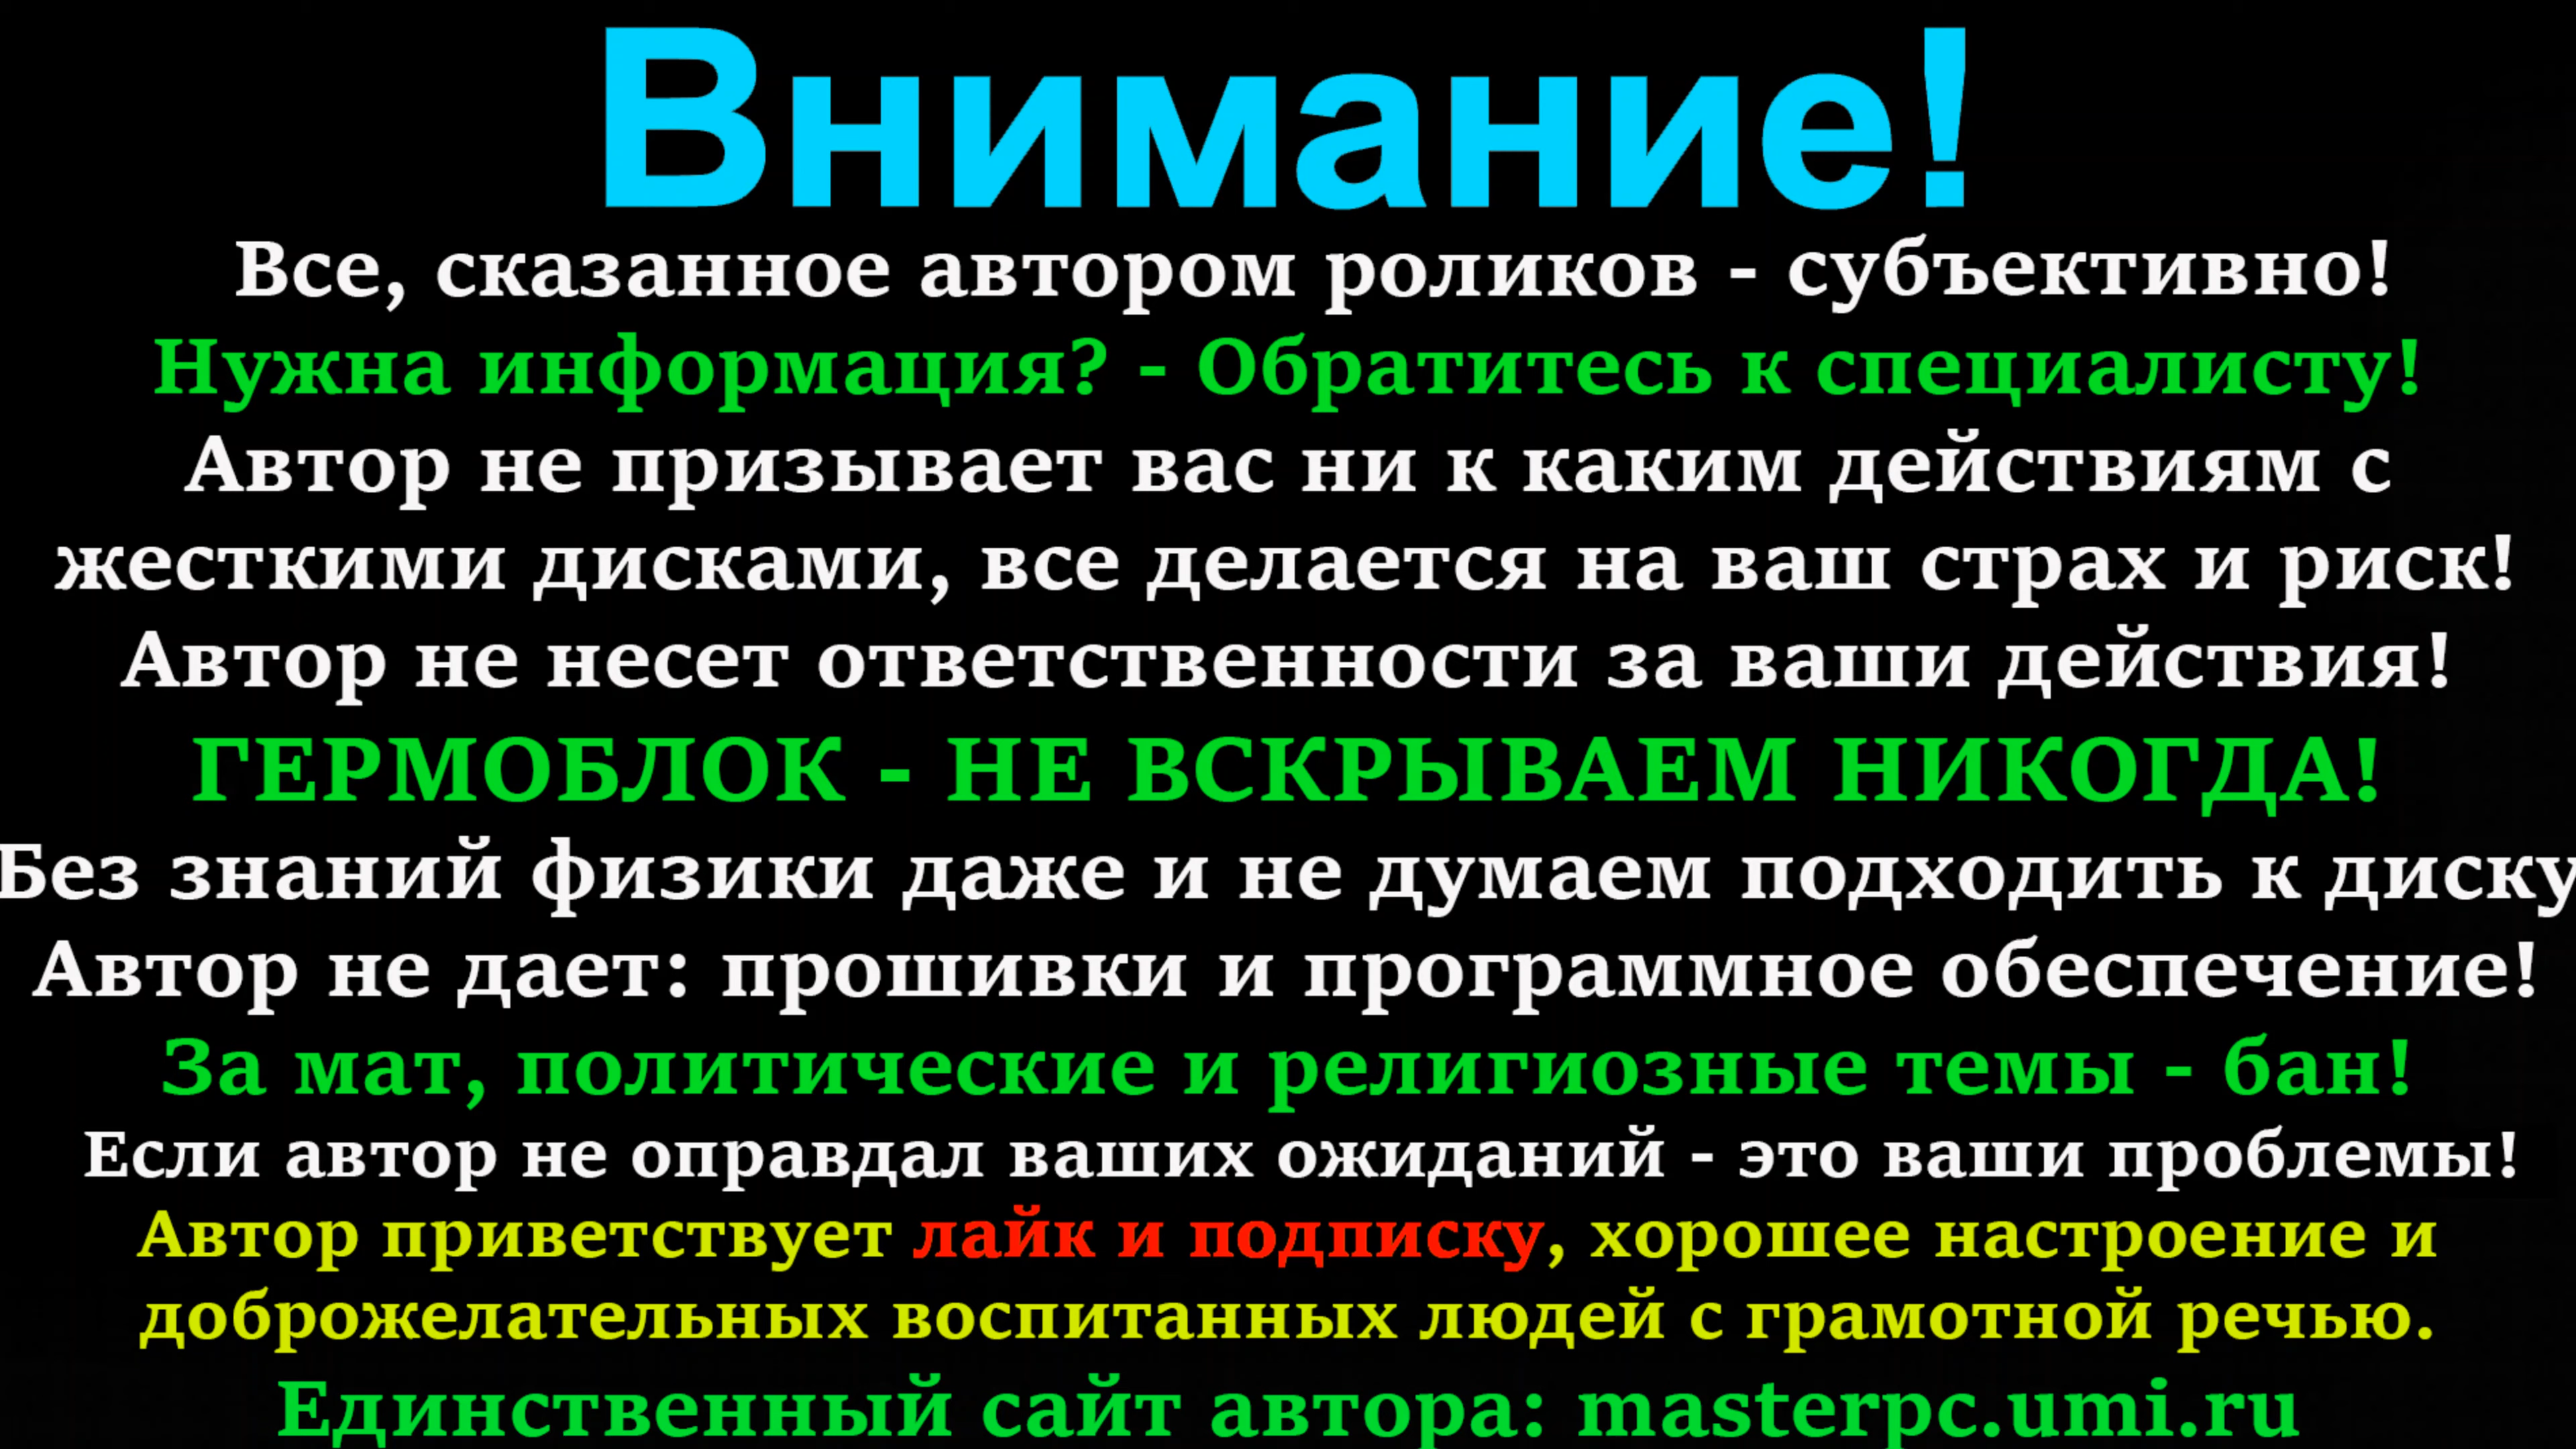 Внимание!
Все, сказанное автором роликов - субъективно!
Нужна информация? - Обратитесь к специалисту!
Автор не призывает вас ни к каким действиям с
жесткими дисками, все делается на ваш страх и риск!
Автор не несет ответственности за ваши действия!
ГЕРМОБЛОК - НЕ ВСКРЫВАЕМ НИКОГДА!
Без знаний физики даже и не думаем подходить к диску
Автор не дает: прошивки и программное обеспечение!
За мат, политические и религиозные темы - бан!
Если автор не оправдал ваших ожиданий - это ваши проблемы!
Автор приветствует лайк и подписку, хорошее настроение и
доброжелательных воспитанных людей с грамотной речью.
Единственный сайт автора: masterpc.umi.ru